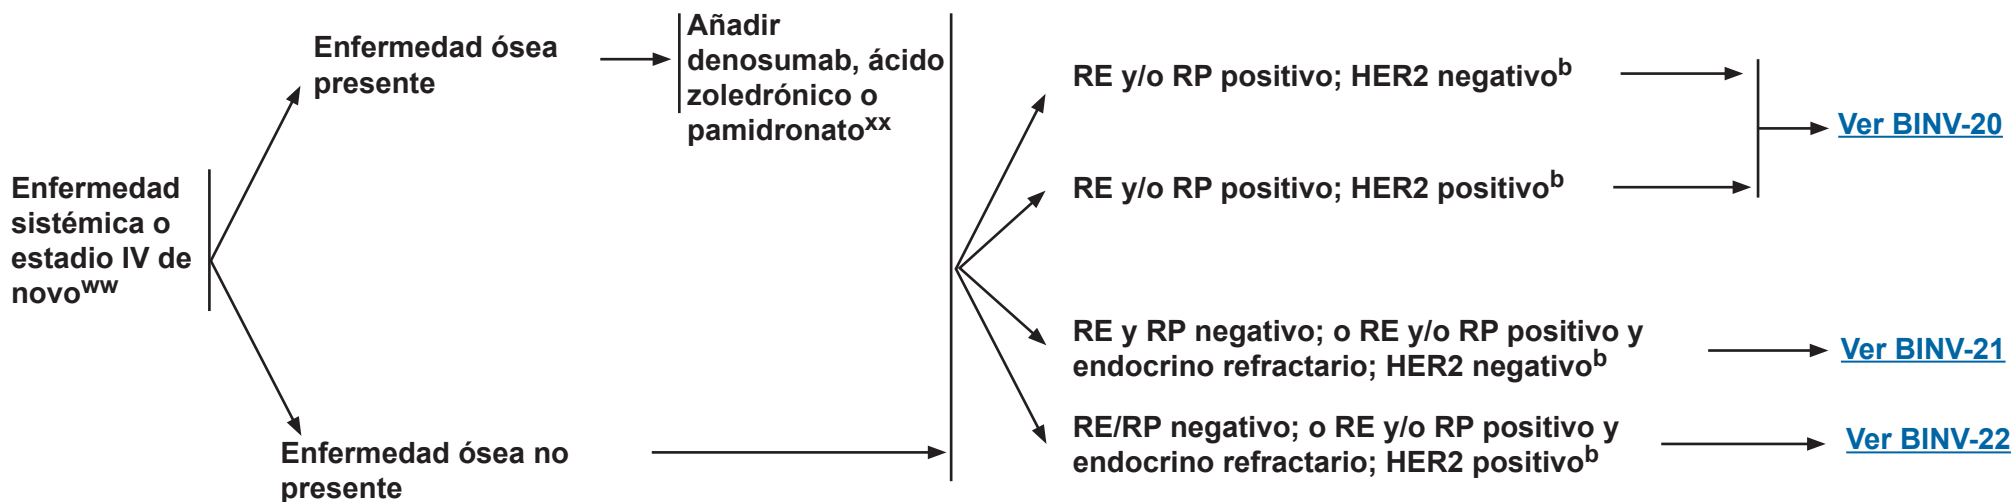 Enfermedad
sistémica o
estadio IV de
novoww
Enfermedad ósea
presente
Añadir
denosumab, ácido
zoledrónico o
pamidronatoxx
Enfermedad ósea no
presente
RE y/o RP positivo; HER2 negativob
RE y/o RP positivo; HER2 positivob
Ver BINV-20
RE y RP negativo; o RE y/o RP positivo y
endocrino refractario; HER2 negativob
Ver BINV-21
RE/RP negativo; o RE y/o RP positivo y
endocrino refractario; HER2 positivob
Ver BINV-22